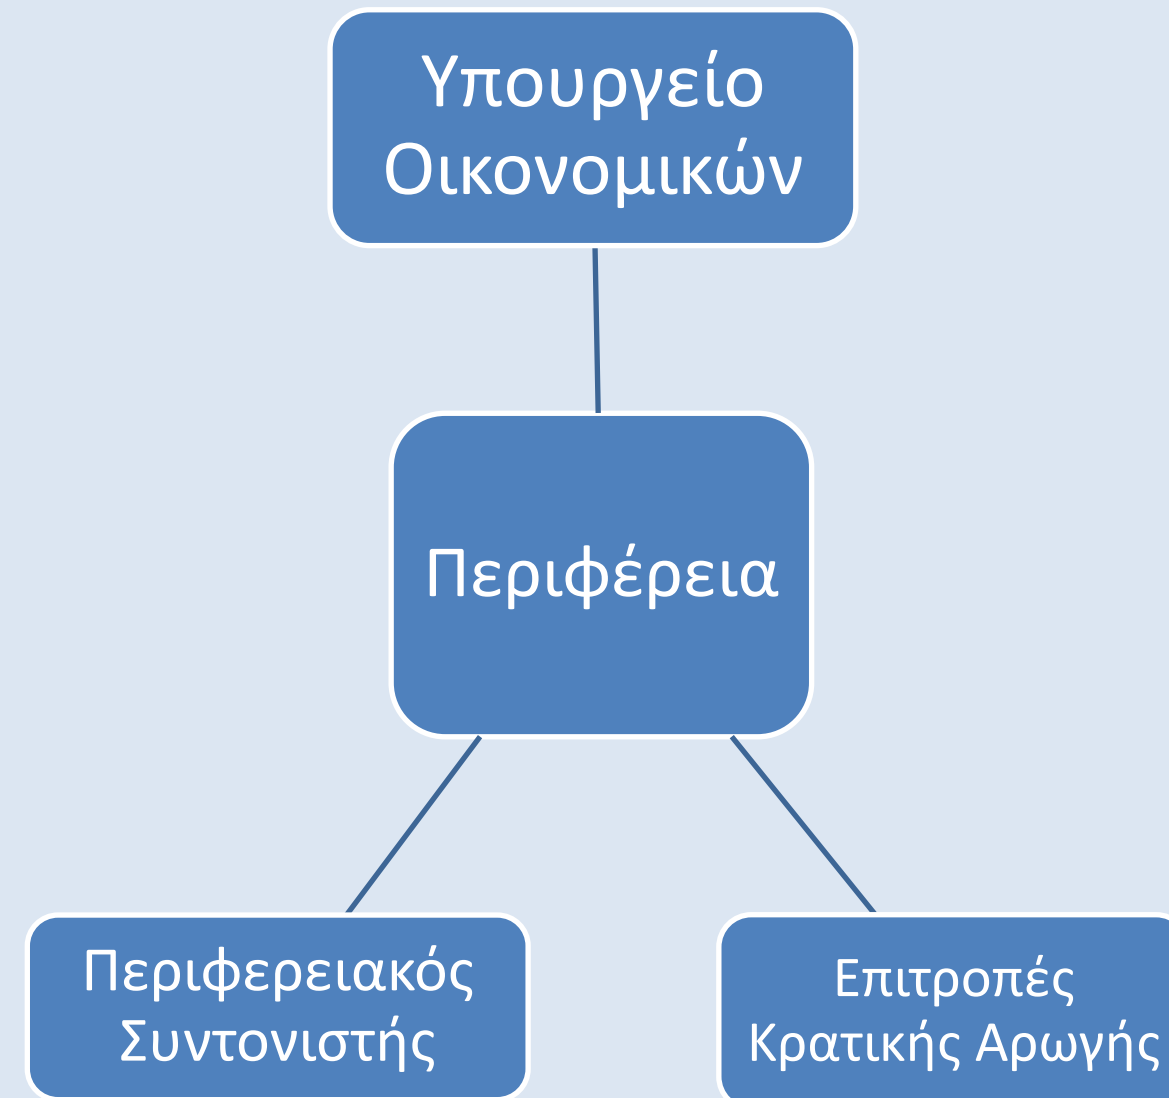 Υπουργείο
Οικονομικών
Περιφέρεια
Περιφερειακός
Συντονιστής
Επιτροπές
Κρατικής Αρωγής